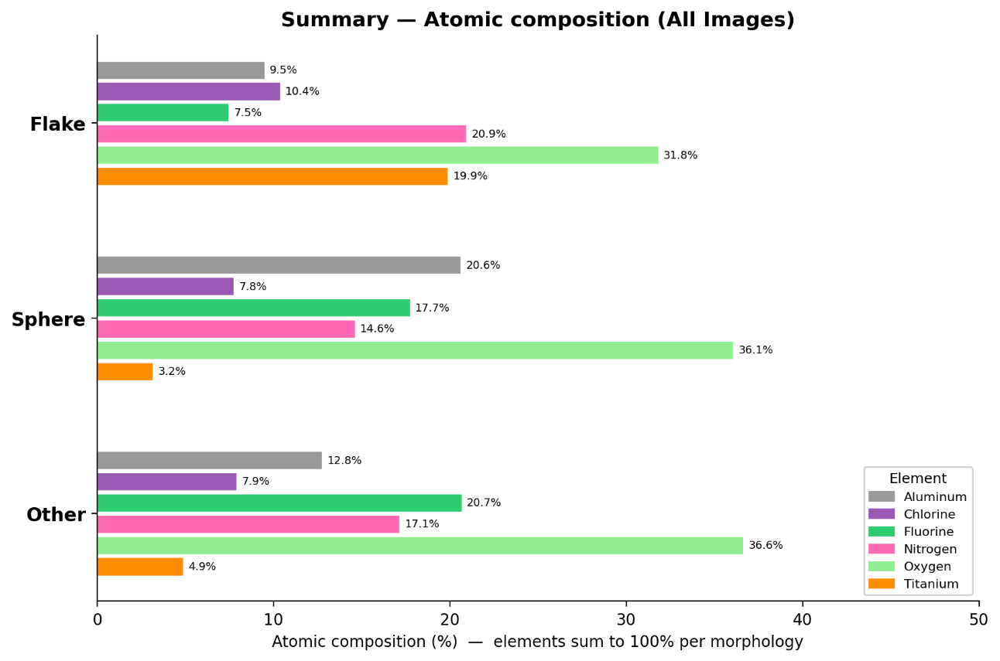 Summary — Atomic composition (All Images)
9.5%
10.4%
7.5%
Flake
20.9%
31.8%
19.9%
20.6%
7.8%
17.7%
Sphere
14.6%
36.1%
3.2%
12.8%
7.9%
20.7%
Other
17.1%
36.6%
4.9%
Element
Aluminum
Chlorine
Fluorine
Nitrogen
Oxygen
Titanium
0 10 20 30 40 50
Atomic composition (%) — elements sum to 100% per morphology